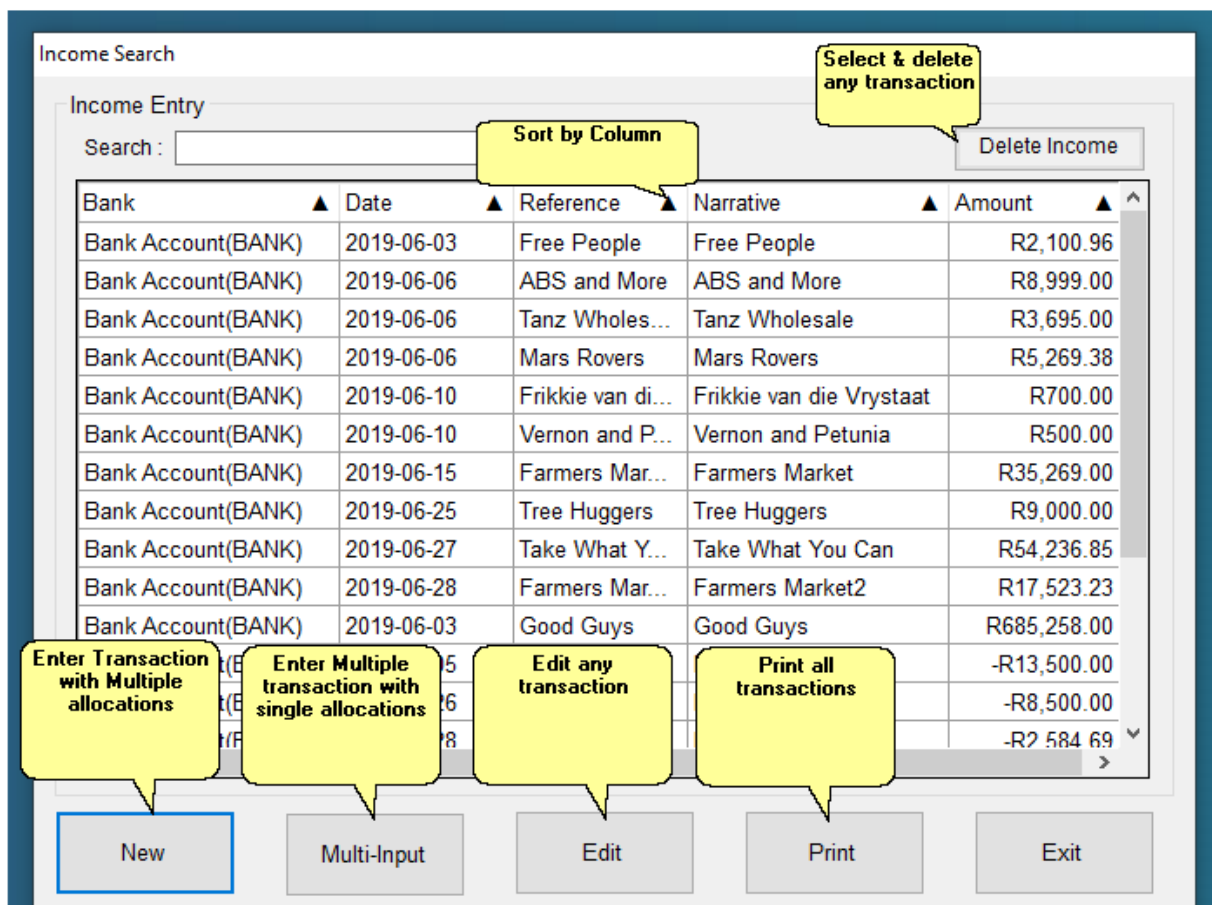 Income Search
Select & delete
any transaction
Income Entry
Search :
Sort by Column
Delete Income
Bank ▲ Date ▲ Reference ▲ Narrative ▲ Amount ▲
Bank Account(BANK) 2019-06-03 Free People Free People R2,100.96
Bank Account(BANK) 2019-06-06 ABS and More ABS and More R8,999.00
Bank Account(BANK) 2019-06-06 Tanz Wholes... Tanz Wholesale R3,695.00
Bank Account(BANK) 2019-06-06 Mars Rovers Mars Rovers R5,269.38
Bank Account(BANK) 2019-06-10 Frikkie van di... Frikkie van die Vrystaat R700.00
Bank Account(BANK) 2019-06-10 Vernon and P... Vernon and Petunia R500.00
Bank Account(BANK) 2019-06-15 Farmers Mar... Farmers Market R35,269.00
Bank Account(BANK) 2019-06-25 Tree Huggers Tree Huggers R9,000.00
Bank Account(BANK) 2019-06-27 Take What Y... Take What You Can R54,236.85
Bank Account(BANK) 2019-06-28 Farmers Mar... Farmers Market2 R17,523.23
Bank Account(BANK) 2019-06-03 Good Guys Good Guys R685,258.00
-R13,500.00
-R8,500.00
-R2,584.69
Enter Transaction
with Multiple
allocations
Enter Multiple
transaction with
single allocations
Edit any
transaction
Print all
transactions
New
Multi-Input
Edit
Print
Exit